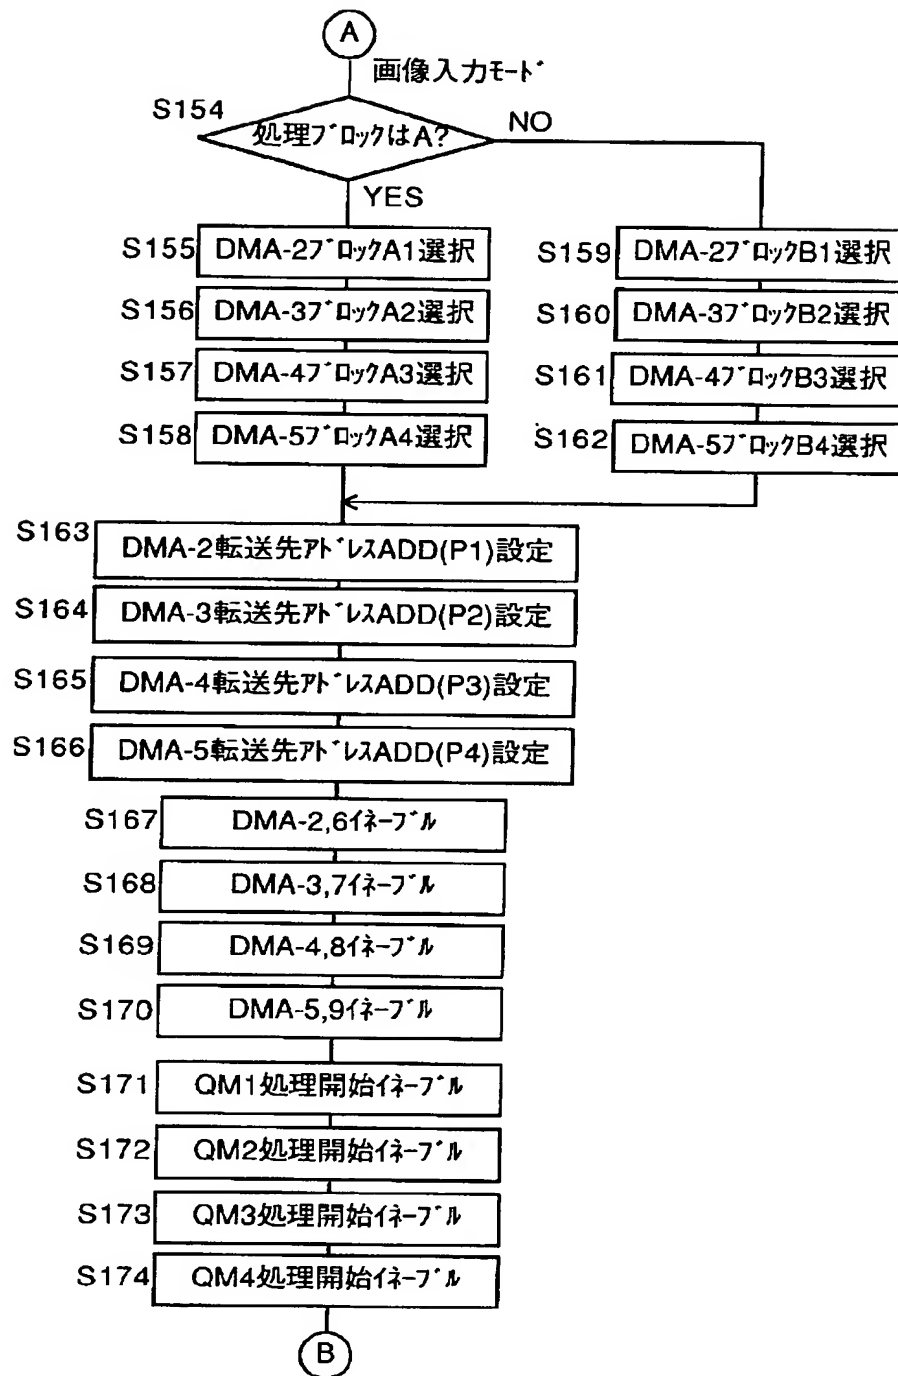 A
画像入力ﾓｰﾄﾞ
S154
処理ﾌﾞﾛｯｸはA?
NO
YES
S155 DMA-2ﾌﾞﾛｯｸA1選択
S159 DMA-2ﾌﾞﾛｯｸB1選択
S156 DMA-3ﾌﾞﾛｯｸA2選択
S160 DMA-3ﾌﾞﾛｯｸB2選択
S157 DMA-4ﾌﾞﾛｯｸA3選択
S161 DMA-4ﾌﾞﾛｯｸB3選択
S158 DMA-5ﾌﾞﾛｯｸA4選択
S162 DMA-5ﾌﾞﾛｯｸB4選択
S163 DMA-2転送先ｱﾄﾞﾚｽADD(P1)設定
S164 DMA-3転送先ｱﾄﾞﾚｽADD(P2)設定
S165 DMA-4転送先ｱﾄﾞﾚｽADD(P3)設定
S166 DMA-5転送先ｱﾄﾞﾚｽADD(P4)設定
S167 DMA-2,6ｲﾈｰﾌﾞﾙ
S168 DMA-3,7ｲﾈｰﾌﾞﾙ
S169 DMA-4,8ｲﾈｰﾌﾞﾙ
S170 DMA-5,9ｲﾈｰﾌﾞﾙ
S171 QM1処理開始ｲﾈｰﾌﾞﾙ
S172 QM2処理開始ｲﾈｰﾌﾞﾙ
S173 QM3処理開始ｲﾈｰﾌﾞﾙ
S174 QM4処理開始ｲﾈｰﾌﾞﾙ
B